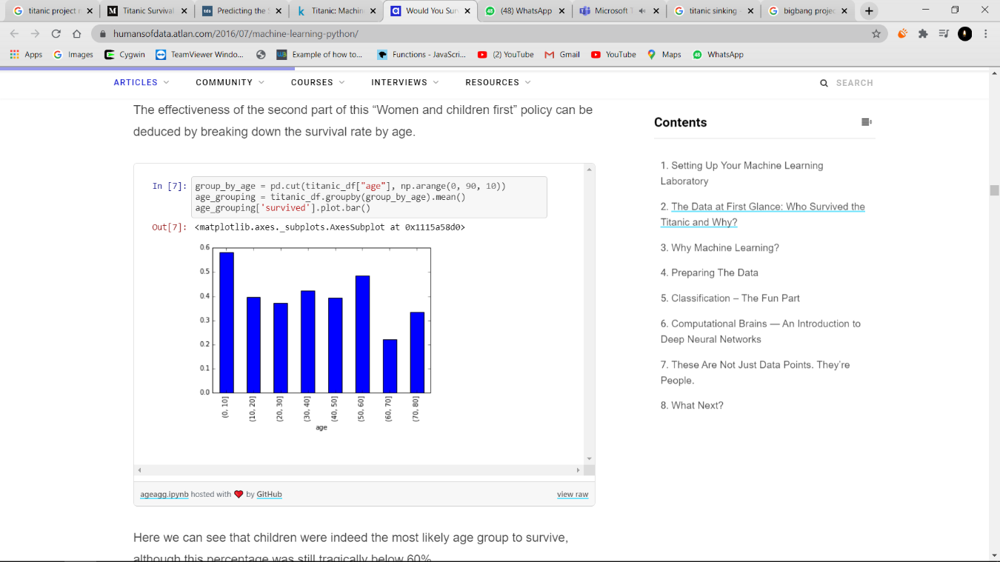 titanic project r
Titanic Survival
tds
Predicting the S
Titanic: Machin
Would You Sur
(48) WhatsApp
Microsoft T
titanic sinking -
bigbang projec
humansofdata.atlan.com/2016/07/machine-learning-python/
Apps
Images
Cygwin
TeamViewer Windo...
Example of how to...
Functions - JavaScri...
(2) YouTube
Gmail
YouTube
Maps
WhatsApp
ARTICLES
COMMUNITY
COURSES
INTERVIEWS
RESOURCES
SEARCH
The effectiveness of the second part of this “Women and children first” policy can be
deduced by breaking down the survival rate by age.
In [7]: group_by_age = pd.cut(titanic_df["age"], np.arange(0, 90, 10))
age_grouping = titanic_df.groupby(group_by_age).mean()
age_grouping['survived'].plot.bar()
Out[7]: <matplotlib.axes._subplots.AxesSubplot at 0x1115a58d0>
0.6
0.5
0.4
0.3
0.2
0.1
0.0
(0, 10]
(10, 20]
(20, 30]
(30, 40]
(40, 50]
(50, 60]
(60, 70]
(70, 80]
age
ageagg.ipynb hosted with ❤ by GitHub
view raw
Here we can see that children were indeed the most likely age group to survive,
although this percentage was still tragically below 60%
Contents
1. Setting Up Your Machine Learning
Laboratory
2. The Data at First Glance: Who Survived the
Titanic and Why?
3. Why Machine Learning?
4. Preparing The Data
5. Classification – The Fun Part
6. Computational Brains — An Introduction to
Deep Neural Networks
7. These Are Not Just Data Points. They’re
People.
8. What Next?